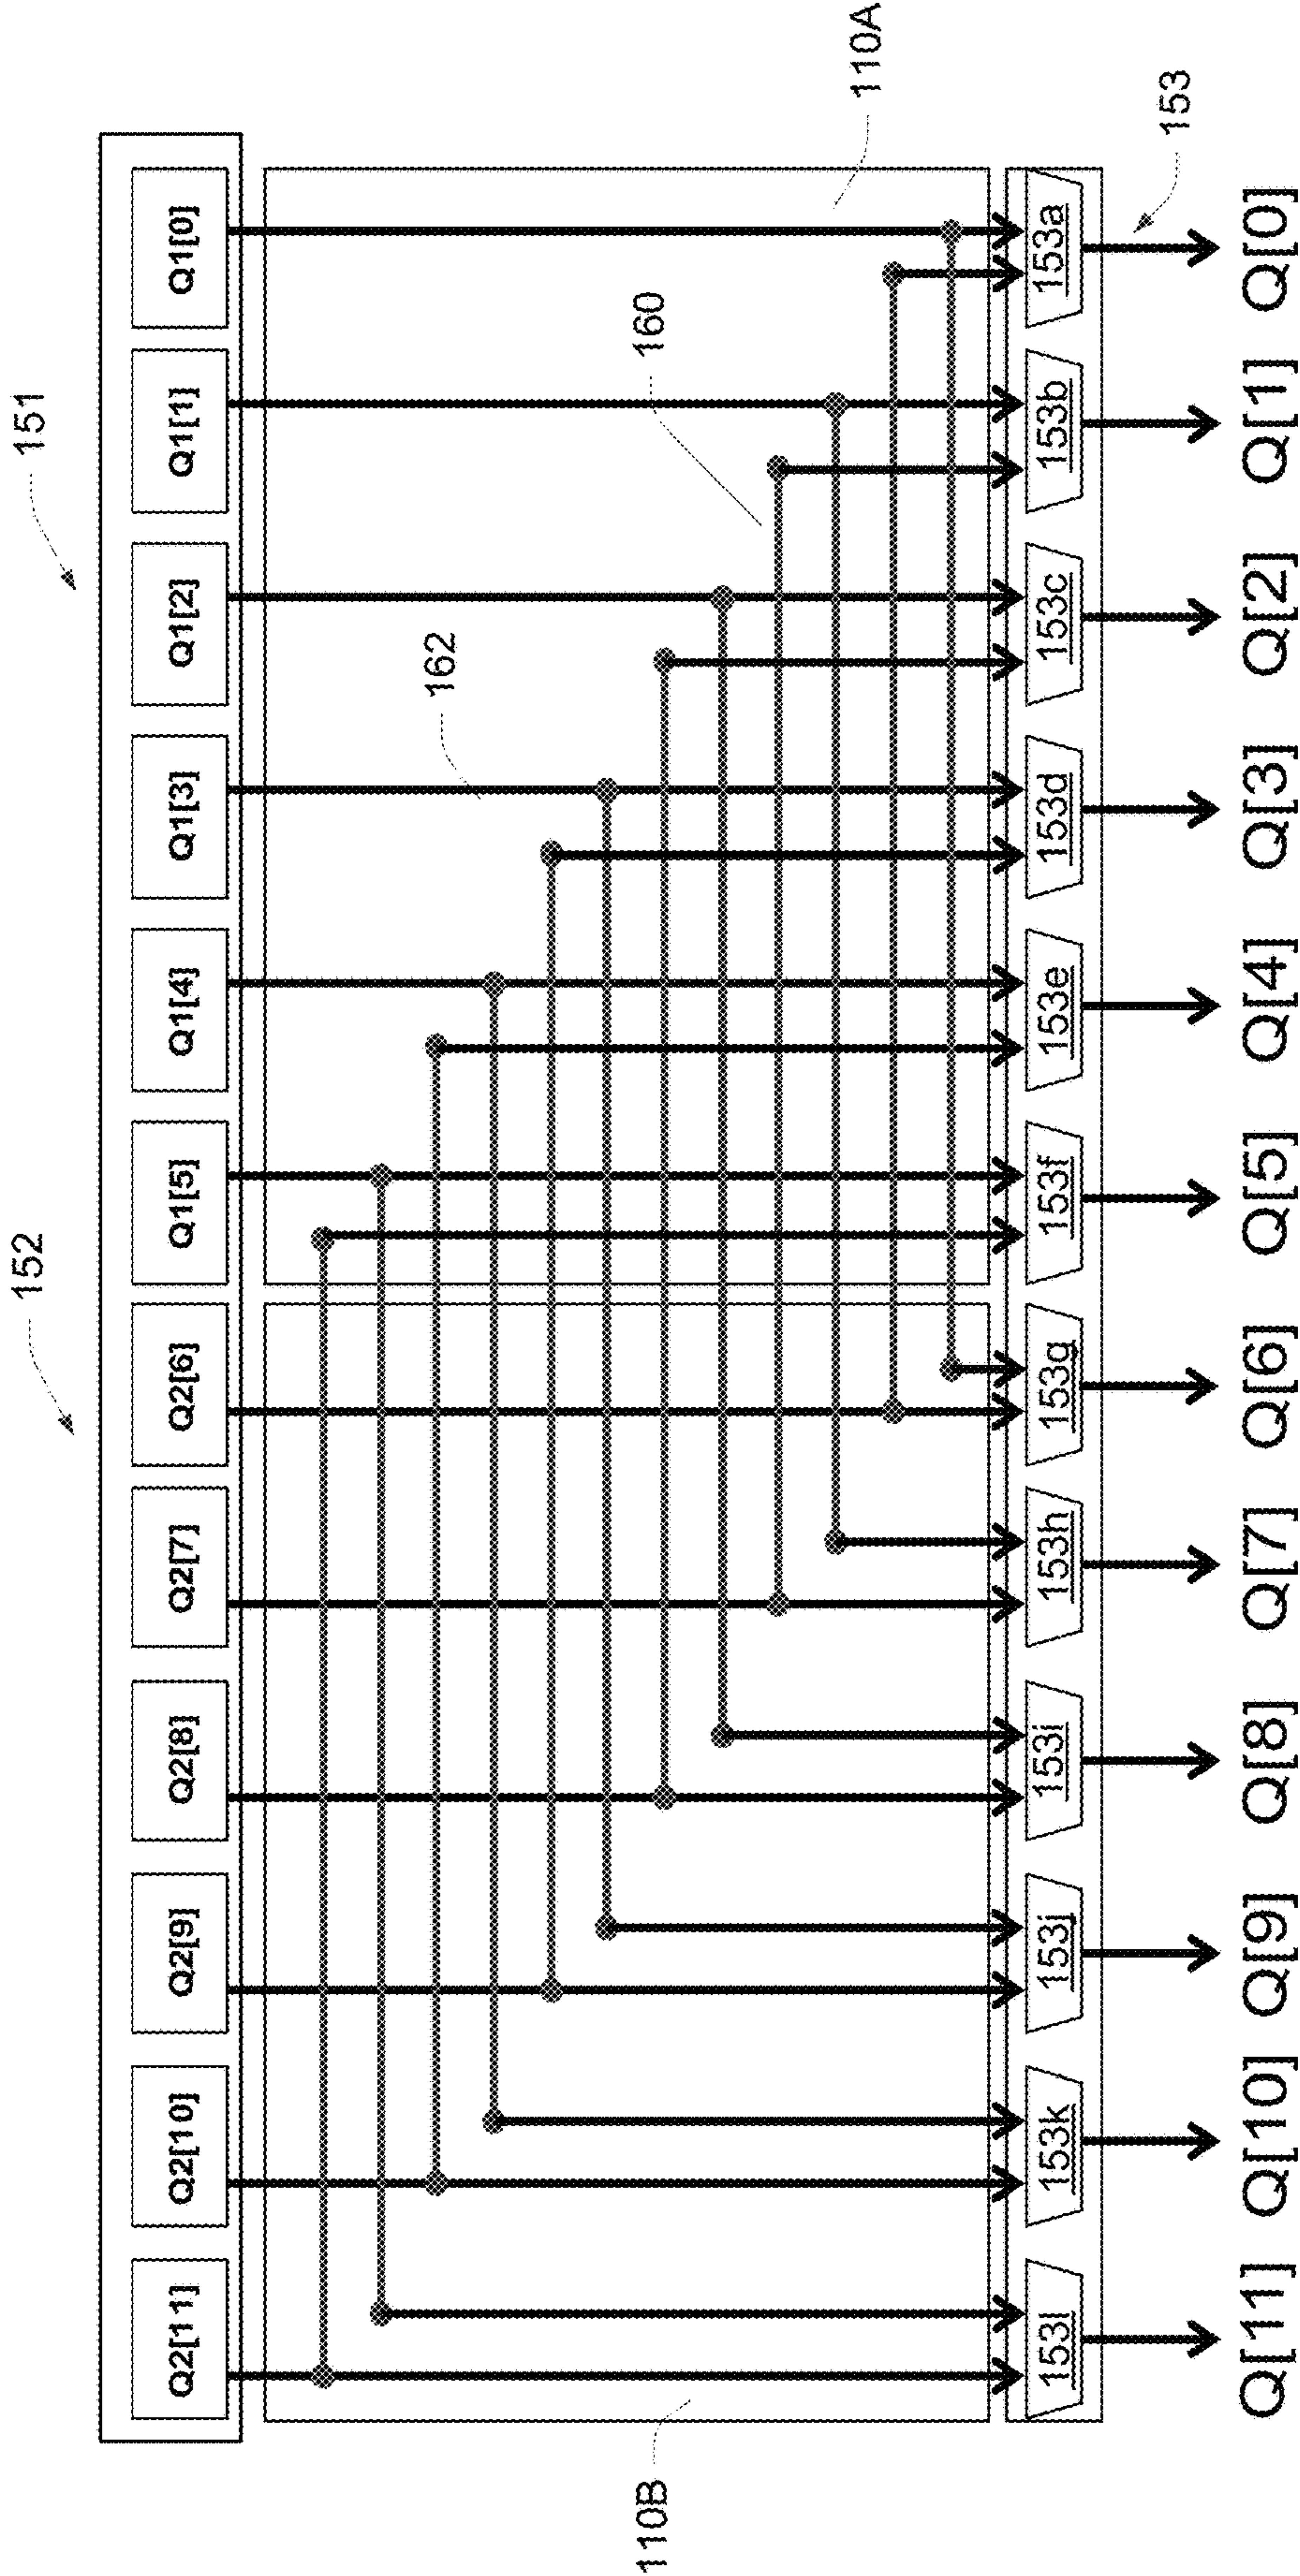 152
151
Q2[11] Q2[10] Q2[9] Q2[8] Q2[7] Q2[6] Q1[5] Q1[4] Q1[3] Q1[2] Q1[1] Q1[0]
162
160
110B
110A
153l 153k 153j 153i 153h 153g 153f 153e 153d 153c 153b 153a
153
Q[11] Q[10] Q[9] Q[8] Q[7] Q[6] Q[5] Q[4] Q[3] Q[2] Q[1] Q[0]